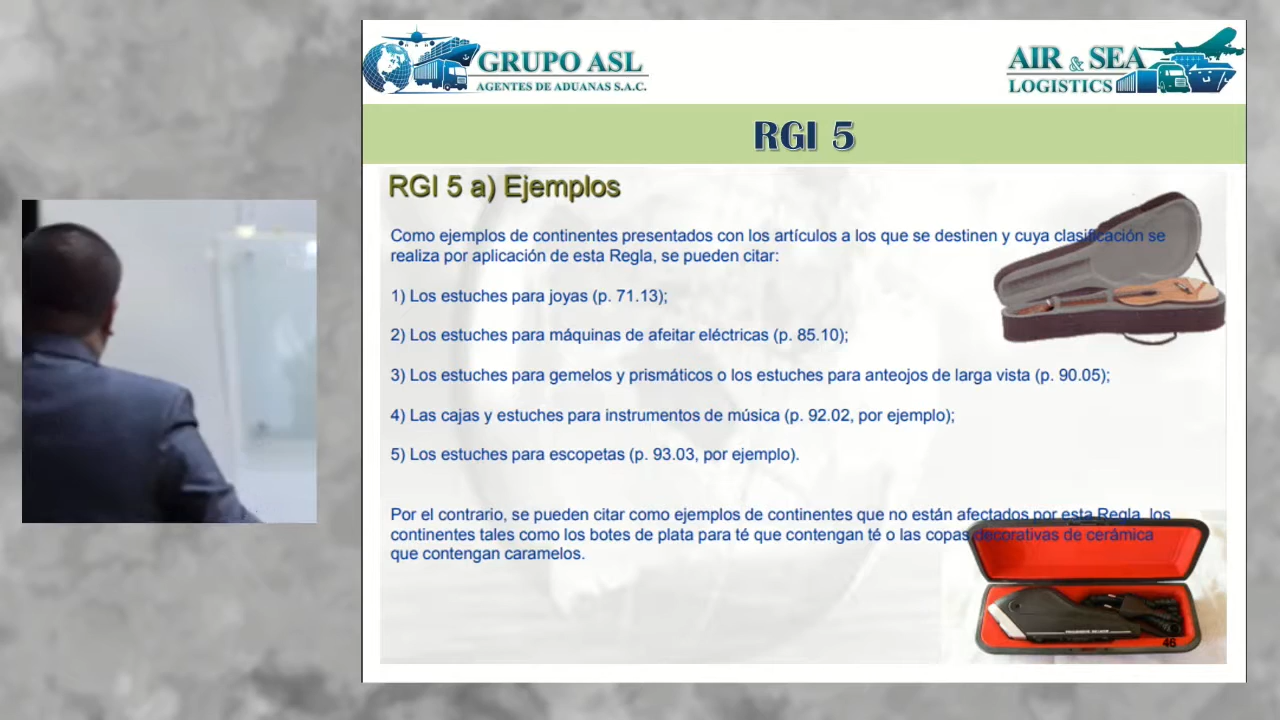 GRUPO ASL
AGENTES DE ADUANAS S.A.C.
AIR & SEA
LOGISTICS
RGI 5
RGI 5 a) Ejemplos
Como ejemplos de continentes presentados con los artículos a los que se destinen y cuya clasificación se
realiza por aplicación de esta Regla, se pueden citar:
1) Los estuches para joyas (p. 71.13);
2) Los estuches para máquinas de afeitar eléctricas (p. 85.10);
3) Los estuches para gemelos y prismáticos o los estuches para anteojos de larga vista (p. 90.05);
4) Las cajas y estuches para instrumentos de música (p. 92.02, por ejemplo);
5) Los estuches para escopetas (p. 93.03, por ejemplo).
Por el contrario, se pueden citar como ejemplos de continentes que no están afectados por esta Regla, los
continentes tales como los botes de plata para té que contengan té o las copas decorativas de cerámica
que contengan caramelos.
46